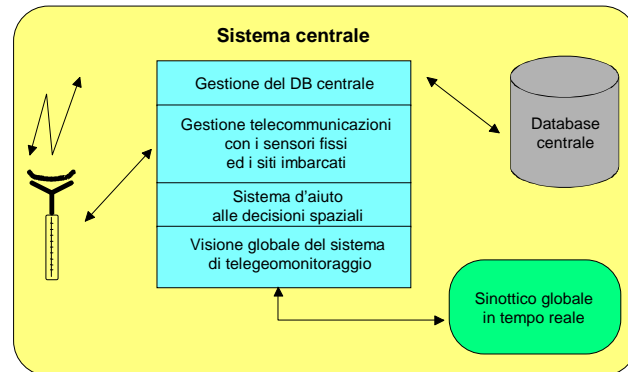 Sistema centrale
Gestione del DB centrale
Gestione telecommunicazioni
con i sensori fissi
ed i siti imbarcati
Sistema d'aiuto
alle decisioni spaziali
Visione globale del sistema
di telegeomonitoraggio
Database
centrale
Sinottico globale
in tempo reale